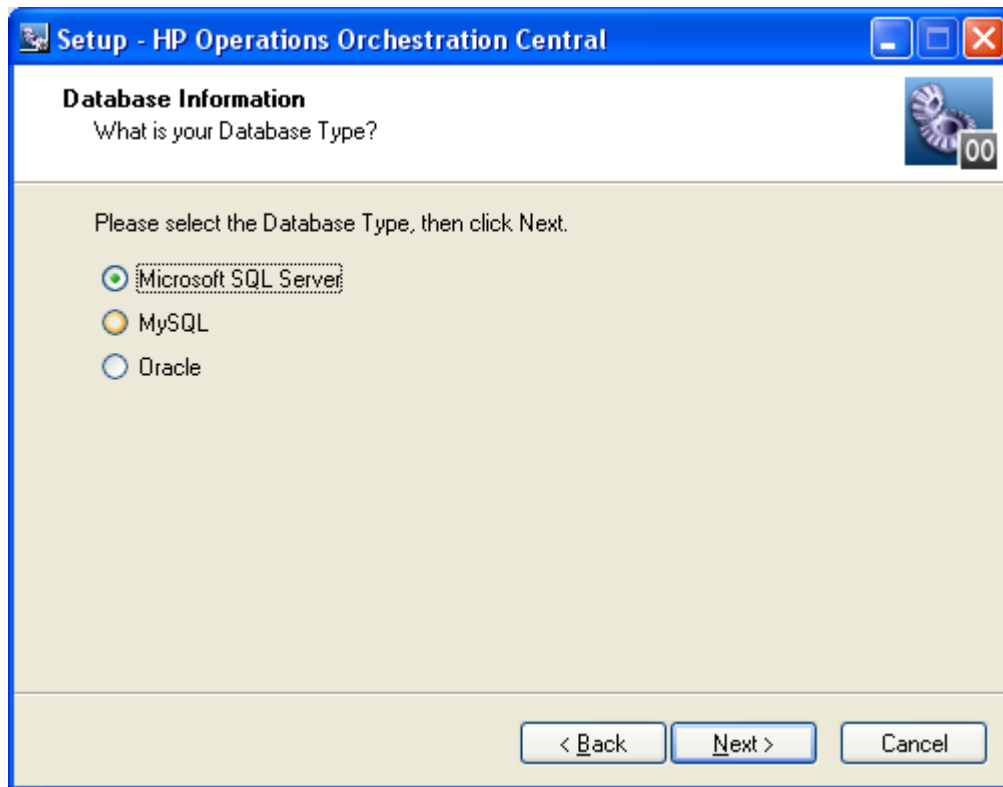 Setup - HP Operations Orchestration Central
Database Information
What is your Database Type?
OO
Please select the Database Type, then click Next.
Microsoft SQL Server
MySQL
Oracle
< Back
Next >
Cancel